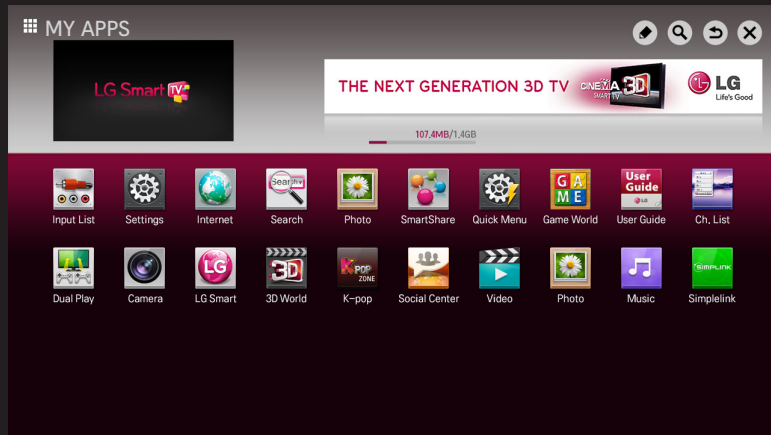 MY APPS
LG Smart TV
THE NEXT GENERATION 3D TV
CINEMA 3D
SMART TV
LG
Life's Good
107.4MB/1.4GB
Search
GAME
User
Guide
LG
Input List Settings Internet Search Photo SmartShare Quick Menu Game World User Guide Ch. List
LG
3D
K-POP
ZONE
SIMPLINK
Dual Play Camera LG Smart 3D World K-pop Social Center Video Photo Music Simplelink